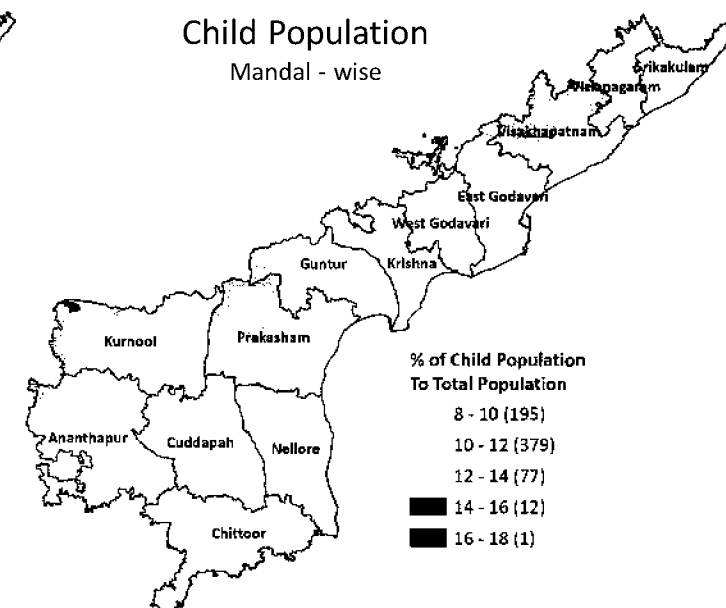 Child Population
Mandal - wise
Srikakulam
Vizianagaram
Visakhapatnam
East Godavari
West Godavari
Krishna
Guntur
Prakasham
Kurnool
Ananthapur
Cuddapah
Nellore
Chittoor
% of Child Population
To Total Population
8 - 10 (195)
10 - 12 (379)
12 - 14 (77)
14 - 16 (12)
16 - 18 (1)